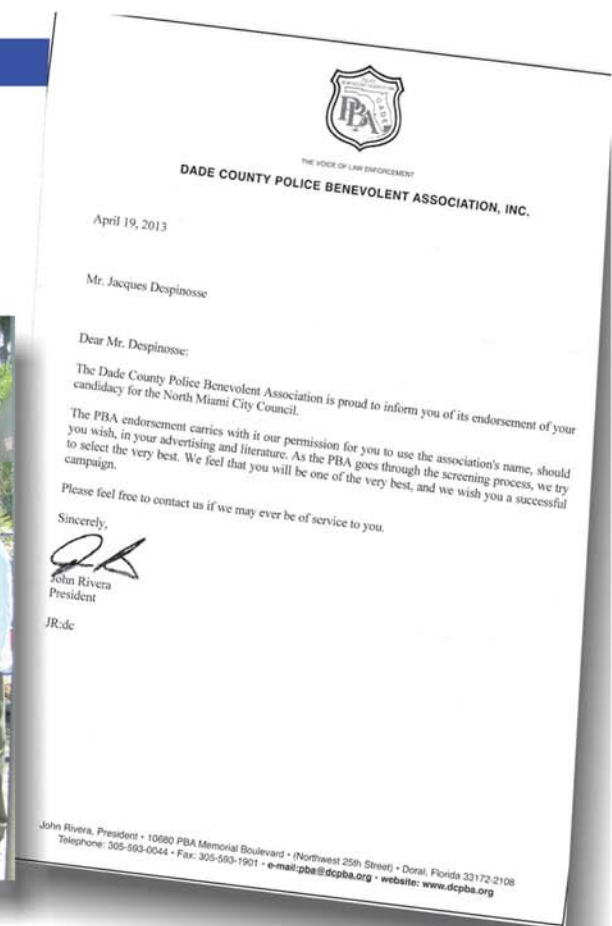 PBA
DADE
THE VOICE OF LAW ENFORCEMENT
DADE COUNTY POLICE BENEVOLENT ASSOCIATION, INC.
April 19, 2013
Mr. Jacques Despinosse
Dear Mr. Despinosse:
The Dade County Police Benevolent Association is proud to inform you of its endorsement of your
candidacy for the North Miami City Council.
The PBA endorsement carries with it our permission for you to use the association's name, should
you wish, in your advertising and literature. As the PBA goes through the screening process, we try
to select the very best. We feel that you will be one of the very best, and we wish you a successful
campaign.
Please feel free to contact us if we may ever be of service to you.
Sincerely,
John Rivera
President
JR:dc
John Rivera, President • 10680 PBA Memorial Boulevard • (Northwest 25th Street) • Doral, Florida 33172-2108
Telephone: 305-593-0044 • Fax: 305-593-1901 • e-mail:pba@dcpba.org • website: www.dcpba.org